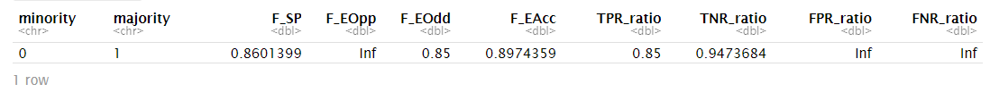 minority majority F_SP F_EOpp F_EOdd F_EAcc TPR_ratio TNR_ratio FPR_ratio FNR_ratio
<chr> <chr> <dbl> <dbl> <dbl> <dbl> <dbl> <dbl> <dbl> <dbl>
0 1 0.8601399 Inf 0.85 0.8974359 0.85 0.9473684 Inf Inf
1 row